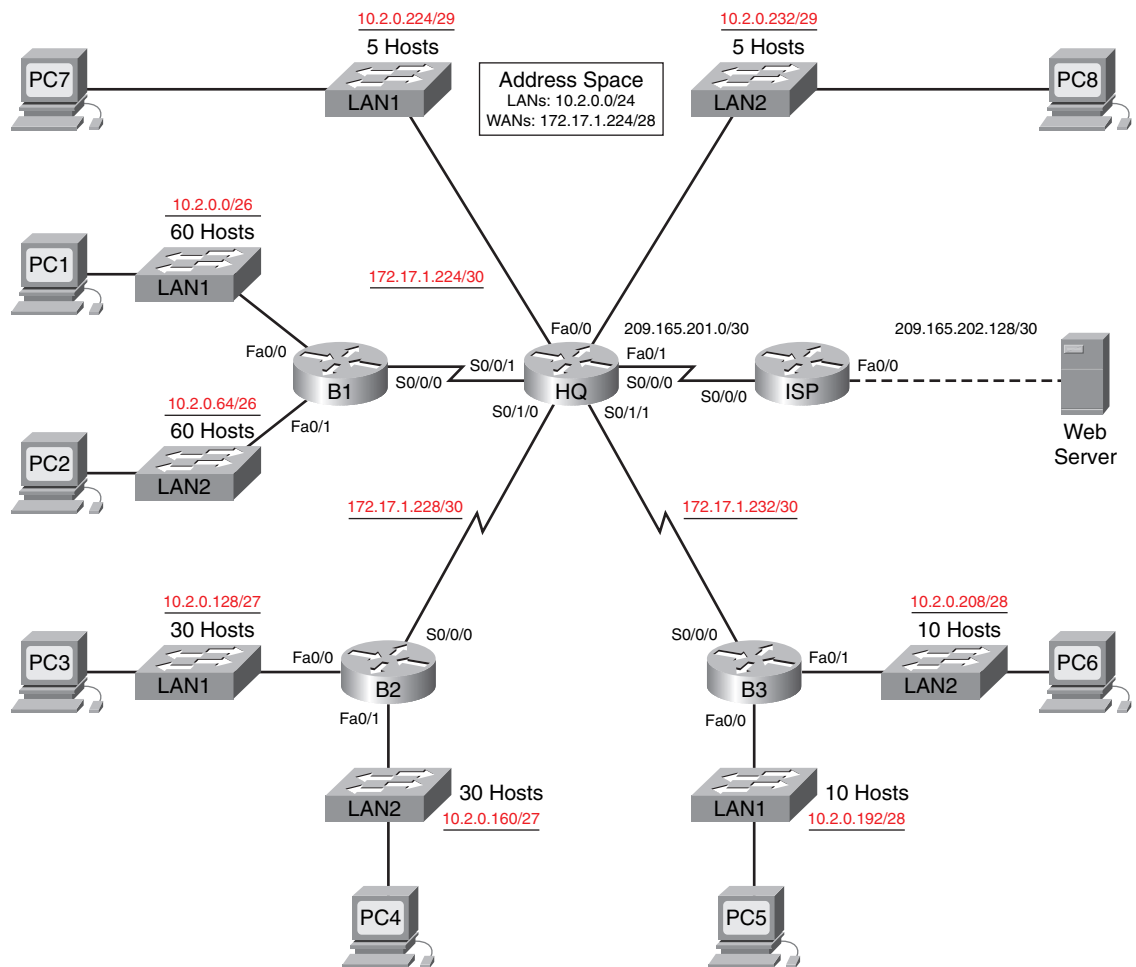 10.2.0.224/29
5 Hosts
10.2.0.232/29
5 Hosts
PC7
LAN1
Address Space
LANs: 10.2.0.0/24
WANs: 172.17.1.224/28
LAN2
PC8
10.2.0.0/26
60 Hosts
PC1
LAN1
172.17.1.224/30
Fa0/0
209.165.201.0/30
209.165.202.128/30
Fa0/0
S0/0/1
Fa0/1
Fa0/0
B1
S0/0/0
HQ
S0/0/0
S0/0/0
ISP
10.2.0.64/26
60 Hosts
Fa0/1
S0/1/0
S0/1/1
Web
Server
PC2
LAN2
172.17.1.228/30
172.17.1.232/30
10.2.0.128/27
30 Hosts
10.2.0.208/28
10 Hosts
PC3
LAN1
Fa0/0
S0/0/0
B2
S0/0/0
B3
Fa0/1
LAN2
PC6
Fa0/1
Fa0/0
LAN2
30 Hosts
10.2.0.160/27
LAN1
10 Hosts
10.2.0.192/28
PC4
PC5